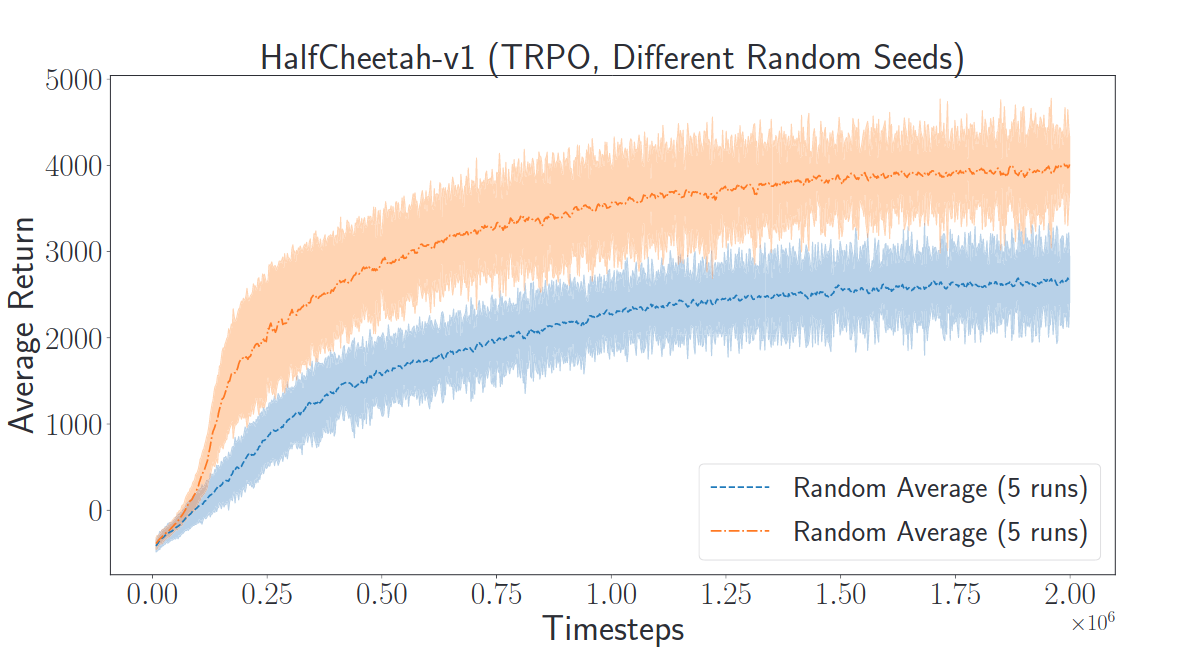 HalfCheetah-v1 (TRPO, Different Random Seeds)
5000
4000
3000
2000
1000
0
Average Return
0.00 0.25 0.50 0.75 1.00 1.25 1.50 1.75 2.00
×10⁶
Timesteps
Random Average (5 runs)
Random Average (5 runs)